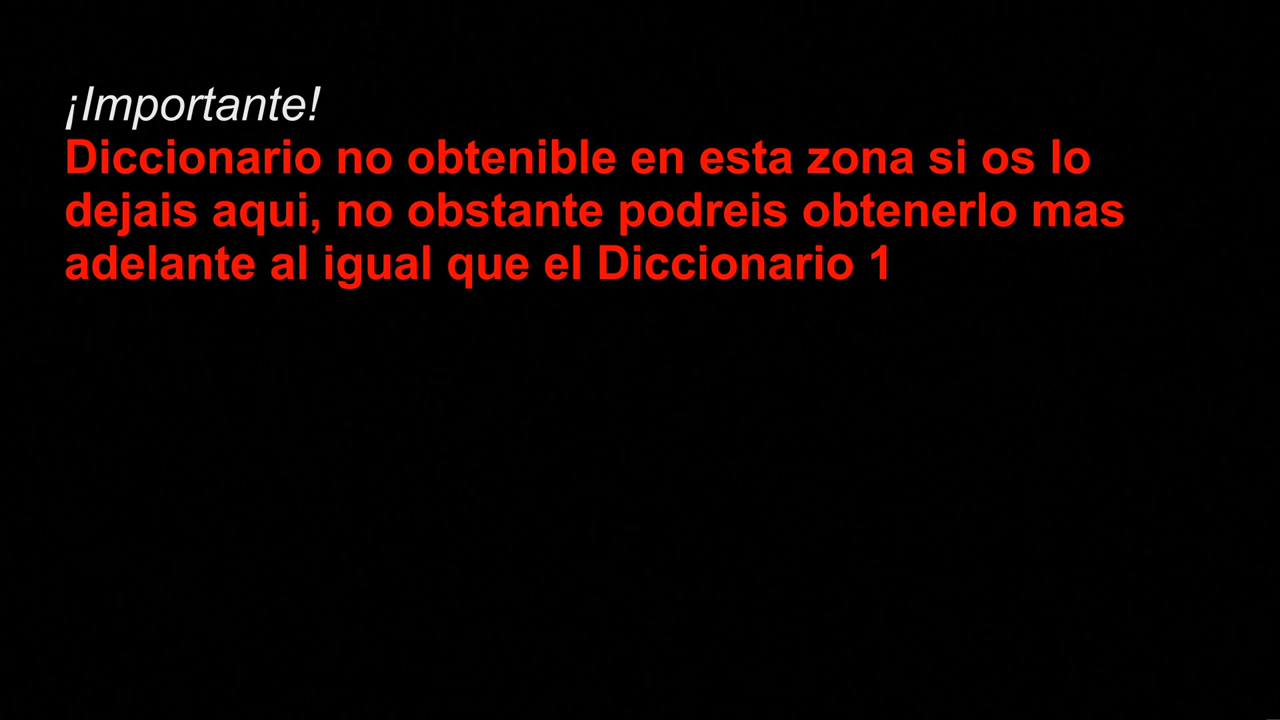 ¡Importante!
Diccionario no obtenible en esta zona si os lo
dejais aqui, no obstante podreis obtenerlo mas
adelante al igual que el Diccionario 1